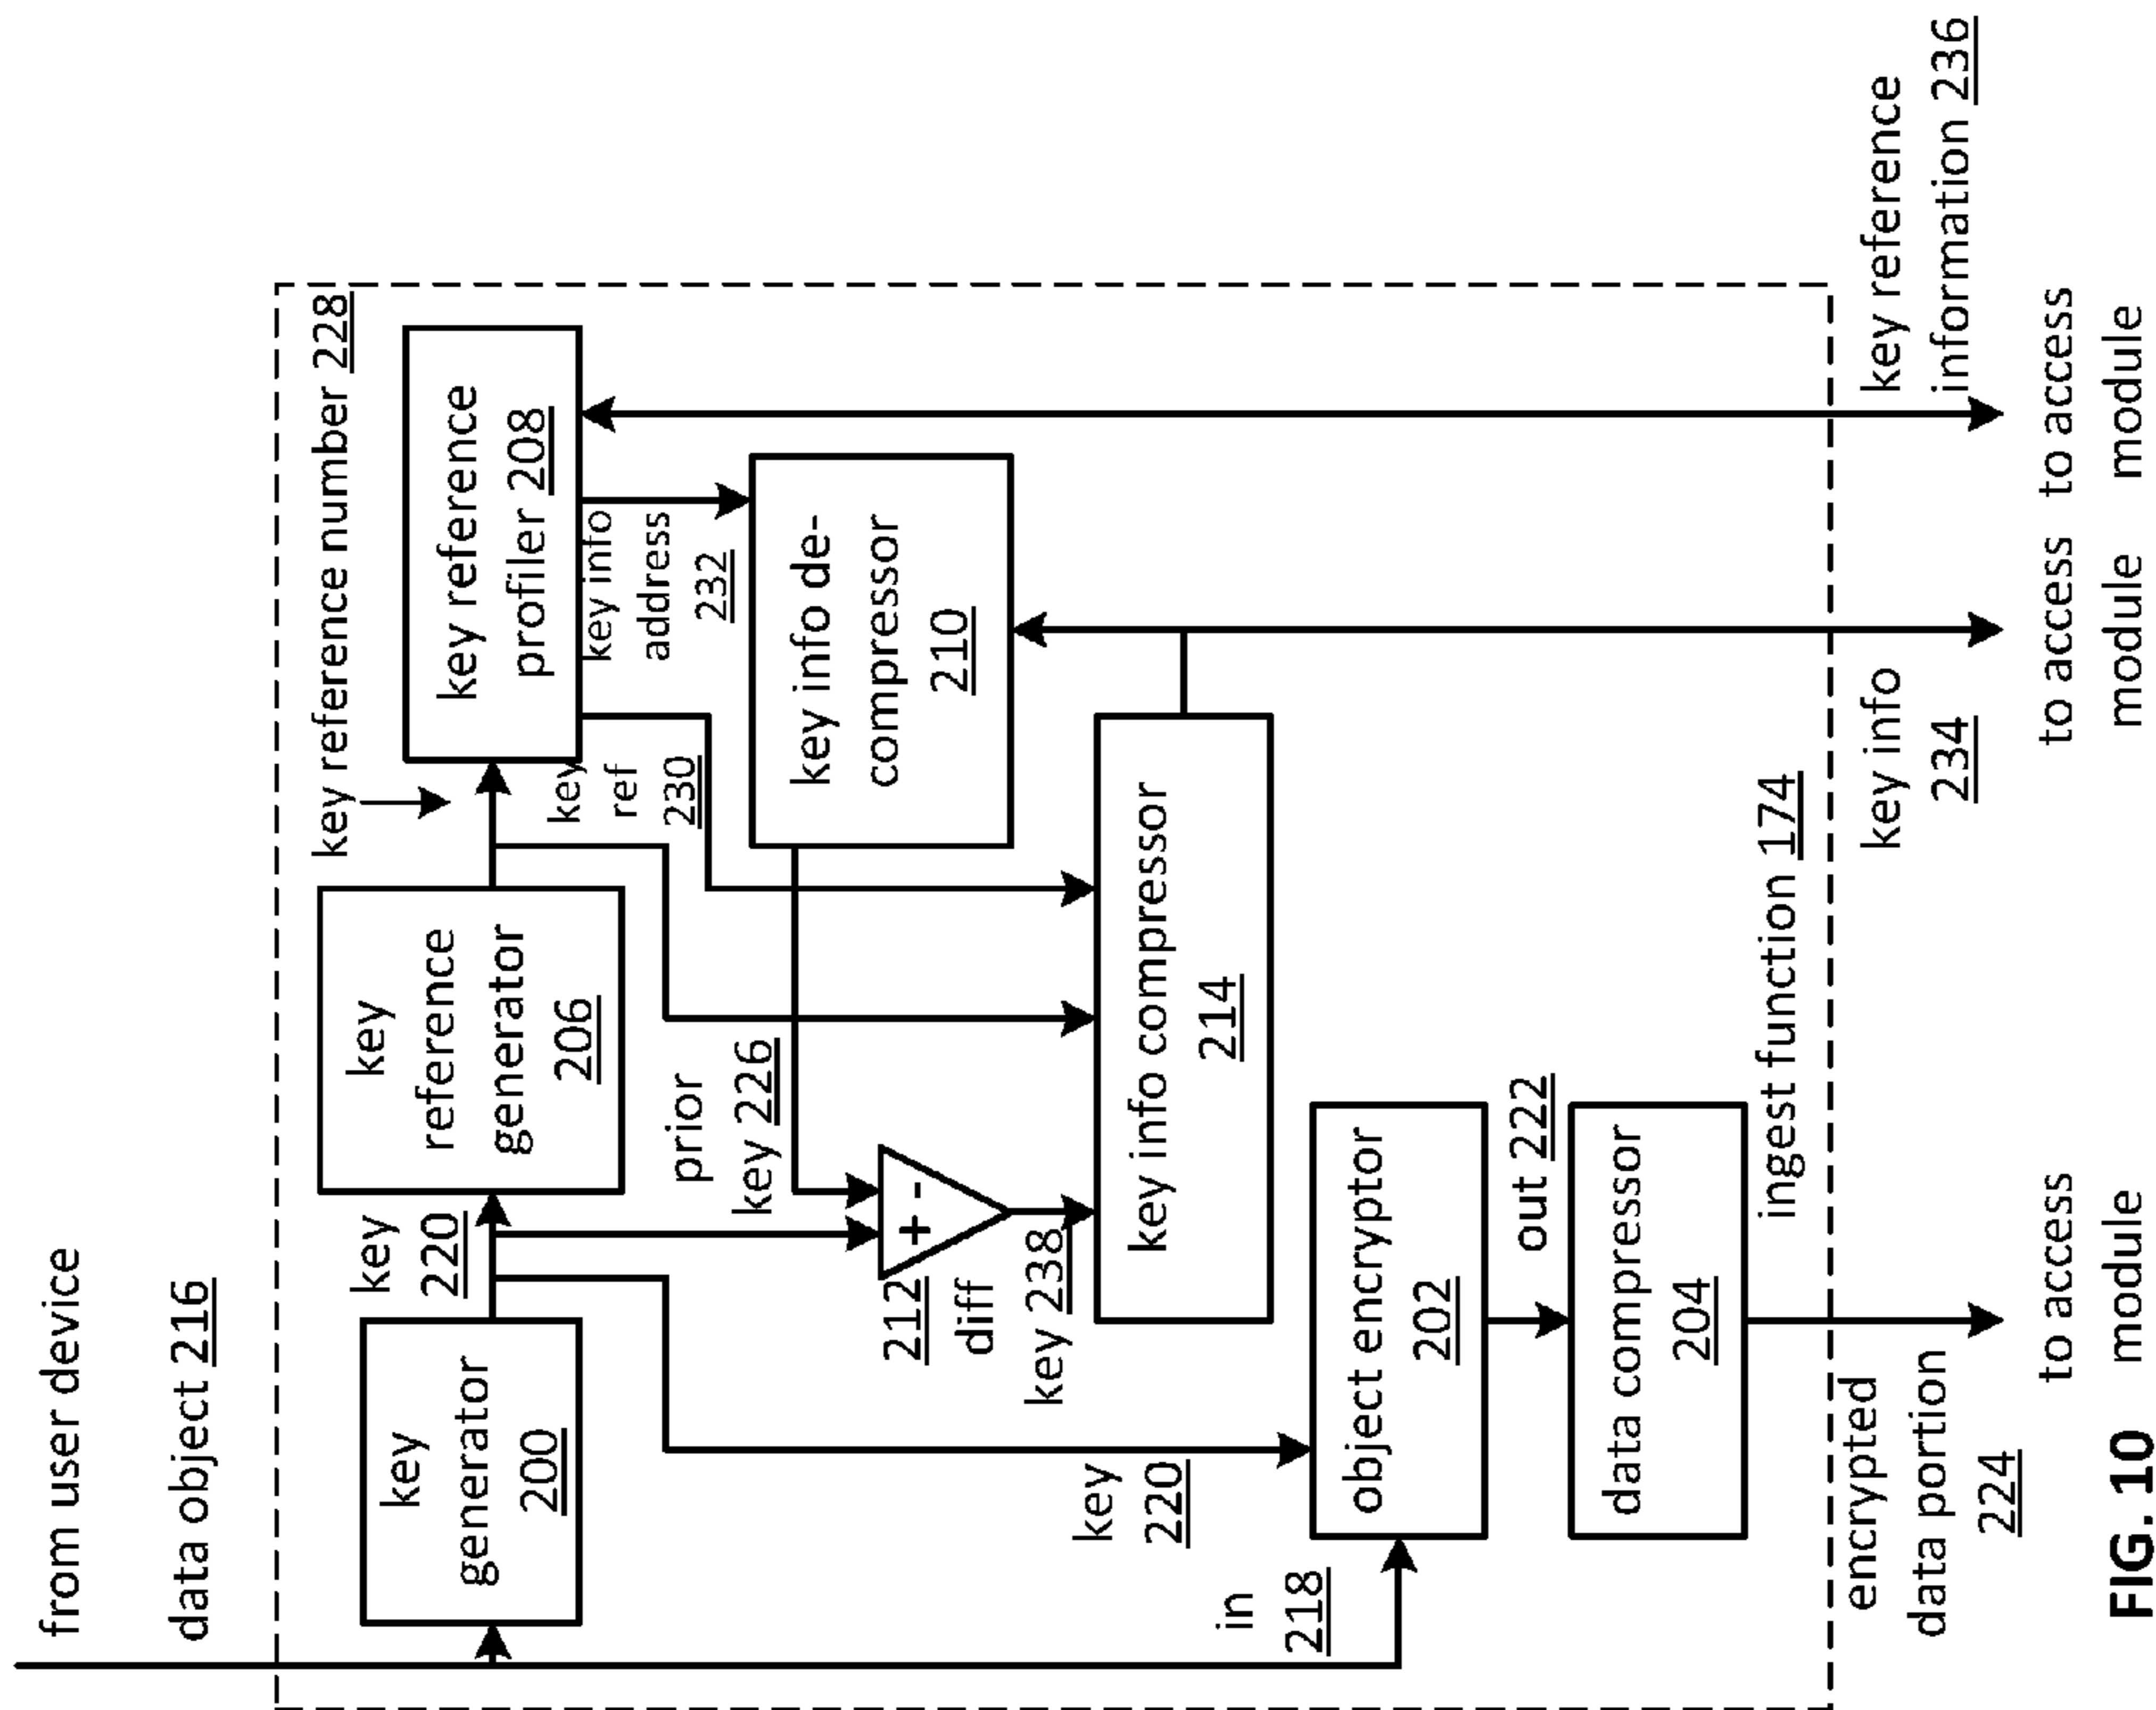 from user device
data object 216
key reference number 228
key
generator
200
key
220
key
reference
generator
206
key reference
profiler 208
key
ref
230
key info
address
232
prior
key 226
key info de-
compressor
210
212
+ -
diff
key 238
key info compressor
214
key
220
in
218
object encryptor
202
out 222
data compressor
204
ingest function 174
encrypted
data portion
224
key info
234
key reference
information 236
to access
module
to access
module
to access
module
FIG. 10